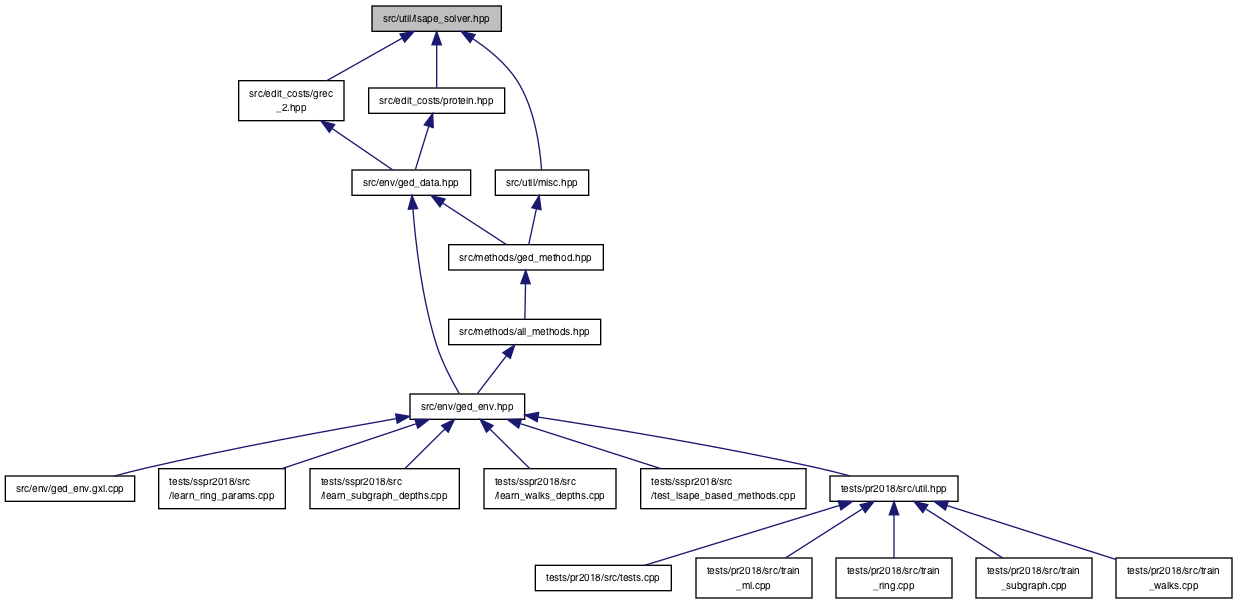 src/util/lsape_solver.hpp
src/edit_costs/grec
_2.hpp
src/edit_costs/protein.hpp
src/env/ged_data.hpp
src/util/misc.hpp
src/methods/ged_method.hpp
src/methods/all_methods.hpp
src/env/ged_env.hpp
src/env/ged_env.gxl.cpp
tests/sspr2018/src
/learn_ring_params.cpp
tests/sspr2018/src
/learn_subgraph_depths.cpp
tests/sspr2018/src
/learn_walks_depths.cpp
tests/sspr2018/src
/test_lsape_based_methods.cpp
tests/pr2018/src/util.hpp
tests/pr2018/src/tests.cpp
tests/pr2018/src/train
_ml.cpp
tests/pr2018/src/train
_ring.cpp
tests/pr2018/src/train
_subgraph.cpp
tests/pr2018/src/train
_walks.cpp